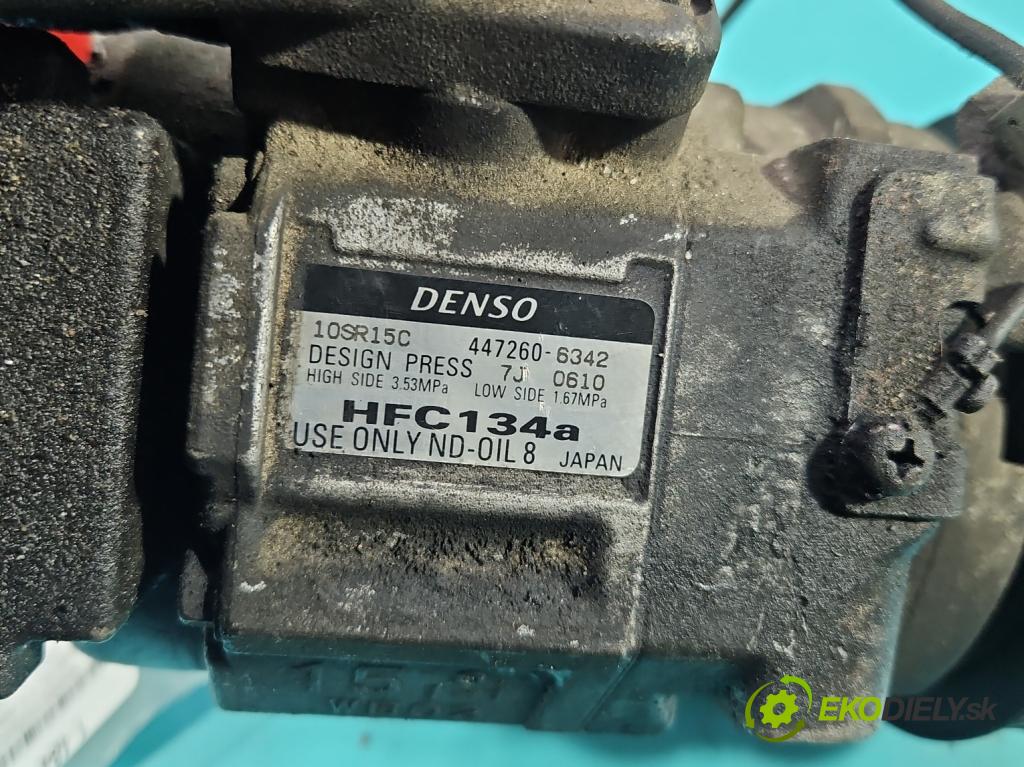 DENSO
10SR15C 447260-6342
DESIGN PRESS 7J 0610
HIGH SIDE 3.53MPa LOW SIDE 1.67MPa
HFC134a
USE ONLY ND-OIL 8 JAPAN
EKODIELY.sk